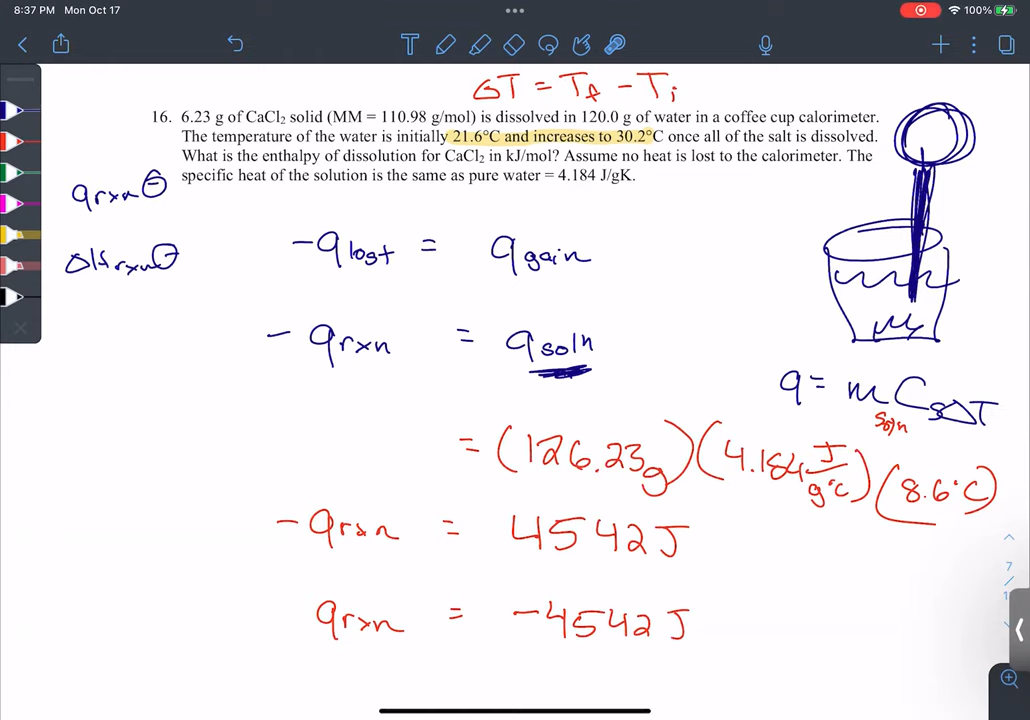 8:37 PM Mon Oct 17
100%
T
ΔT = Tf - Ti
16. 6.23 g of CaCl₂ solid (MM = 110.98 g/mol) is dissolved in 120.0 g of water in a coffee cup calorimeter.
The temperature of the water is initially 21.6°C and increases to 30.2°C once all of the salt is dissolved.
What is the enthalpy of dissolution for CaCl₂ in kJ/mol? Assume no heat is lost to the calorimeter. The
specific heat of the solution is the same as pure water = 4.184 J/gK.
qrxn ⊖
ΔHrxn ⊖
-qlost = qgain
-qrxn = qsoln
q = mCsΔT
soln
= (126.23g)(4.184 J/g°C)(8.6°C)
-qrxn = 4542 J
qrxn = -4542 J
7
/
1